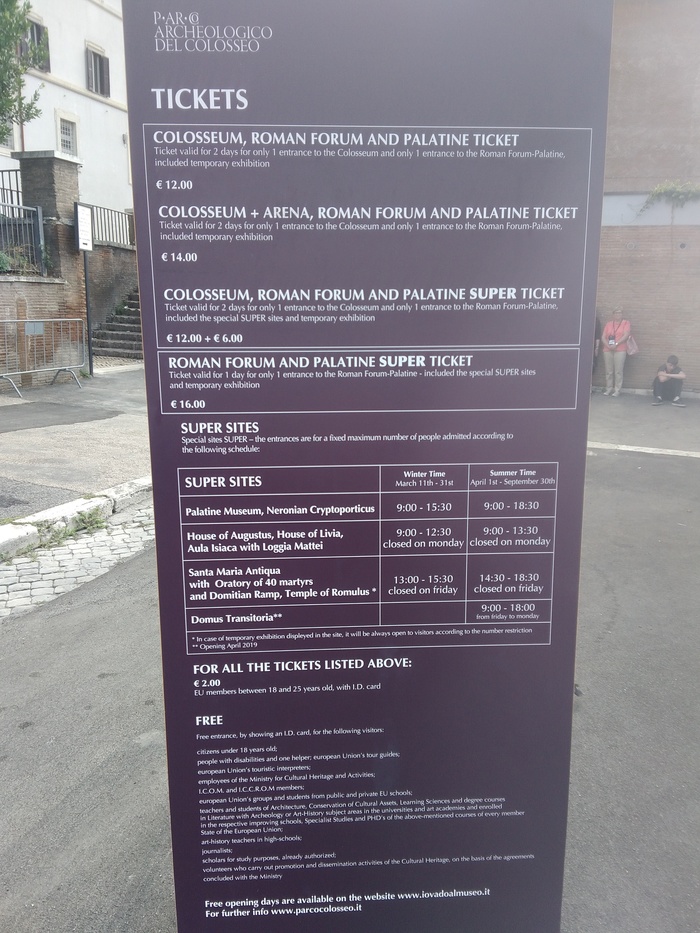 P·AR·CO
ARCHEOLOGICO
DEL COLOSSEO
TICKETS
COLOSSEUM, ROMAN FORUM AND PALATINE TICKET
Ticket valid for 2 days for only 1 entrance to the Colosseum and only 1 entrance to the Roman Forum-Palatine,
included temporary exhibition
€ 12.00
COLOSSEUM + ARENA, ROMAN FORUM AND PALATINE TICKET
Ticket valid for 2 days for only 1 entrance to the Colosseum and only 1 entrance to the Roman Forum-Palatine,
included temporary exhibition
€ 14.00
COLOSSEUM, ROMAN FORUM AND PALATINE SUPER TICKET
Ticket valid for 2 days for only 1 entrance to the Colosseum and only 1 entrance to the Roman Forum-Palatine,
included the special SUPER sites and temporary exhibition
€ 12.00 + € 6.00
ROMAN FORUM AND PALATINE SUPER TICKET
Ticket valid for 1 day for only 1 entrance to the Roman Forum-Palatine - included the special SUPER sites
and temporary exhibition
€ 16.00
SUPER SITES
Special sites SUPER – the entrances are for a fixed maximum number of people admitted according to
the following schedule:
SUPER SITES
Winter Time
March 11th - 31st
Summer Time
April 1st - September 30th
Palatine Museum, Neronian Cryptoporticus
9:00 - 15:30
9:00 - 18:30
House of Augustus, House of Livia,
Aula Isiaca with Loggia Mattei
9:00 - 12:30
closed on monday
9:00 - 13:30
closed on monday
Santa Maria Antiqua
with Oratory of 40 martyrs
and Domitian Ramp, Temple of Romulus *
13:00 - 15:30
closed on friday
14:30 - 18:30
closed on friday
Domus Transitoria**
9:00 - 18:00
from friday to monday
* In case of temporary exhibition displayed in the site, it will be always open to visitors according to the number restriction
** Opening April 2019
FOR ALL THE TICKETS LISTED ABOVE:
€ 2.00
EU members between 18 and 25 years old, with I.D. card
FREE
Free entrance, by showing an I.D. card, for the following visitors:
citizens under 18 years old;
people with disabilities and one helper; european Union's tour guides;
european Union's touristic interpreters;
employees of the Ministry for Cultural Heritage and Activities;
I.C.O.M. and I.C.C.R.O.M members;
european Union's groups and students from public and private EU schools;
teachers and students of Architecture, Conservation of Cultural Assets, Learning Sciences and degree courses
in Literature with Archeology or Art-History subject areas in the universities and art academies and enrolled
in the respective improving schools, Specialist Studies and PHD's of the above-mentioned courses of every member
State of the European Union;
art-history teachers in high-schools;
journalists;
scholars for study purposes, already authorized;
volunteers who carry out promotion and dissemination activities of the Cultural Heritage, on the basis of the agreements
concluded with the Ministry
Free opening days are available on the website www.iovadoalmuseo.it
For further info www.parcocolosseo.it